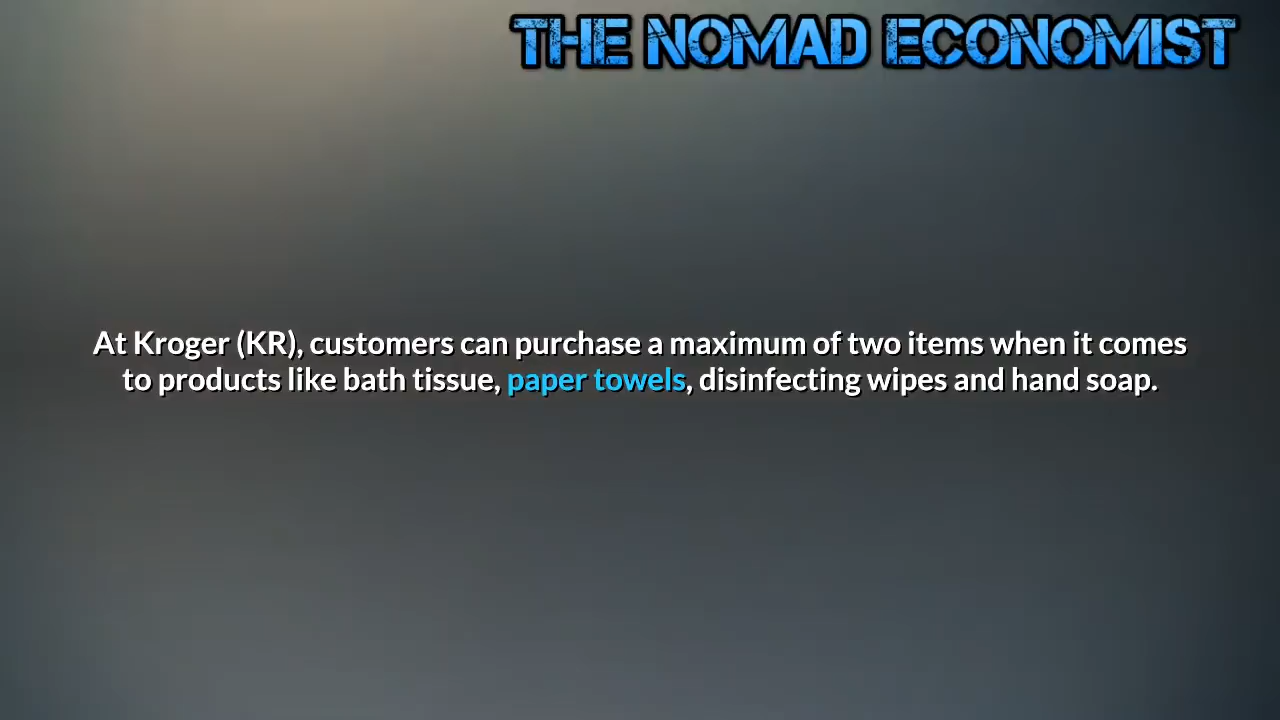 THE NOMAD ECONOMIST
At Kroger (KR), customers can purchase a maximum of two items when it comes
to products like bath tissue, paper towels, disinfecting wipes and hand soap.